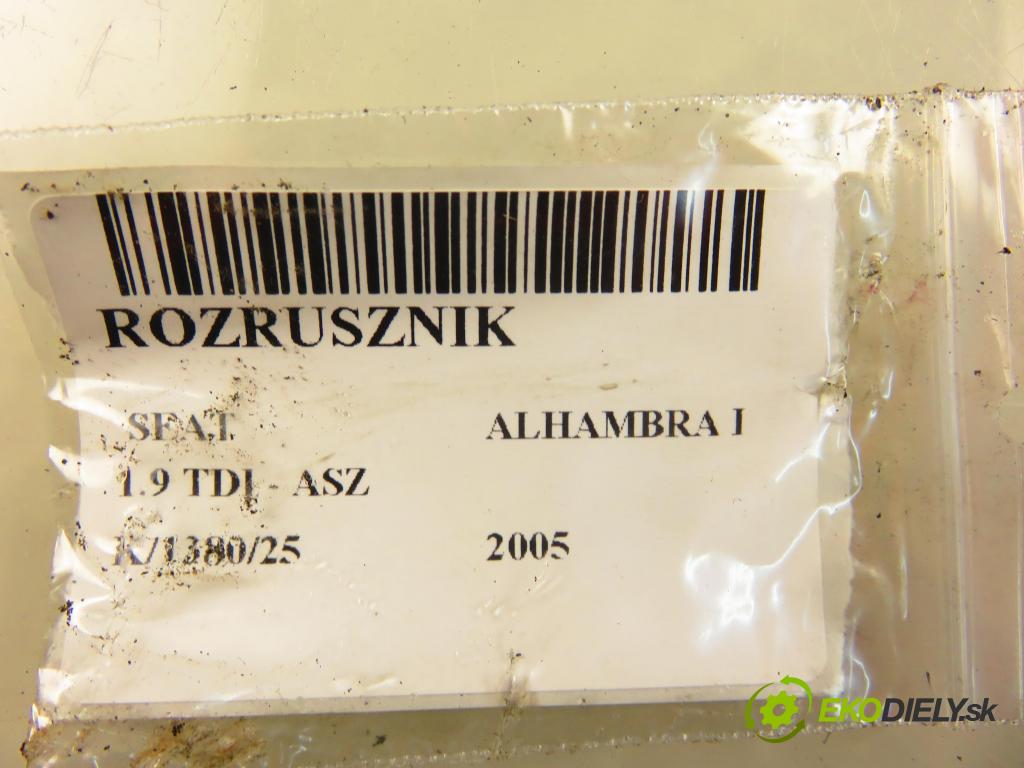 ROZRUSZNIK
SEAT ALHAMBRA I
1.9 TDI - ASZ
K/1380/25 2005
EKODIELY.sk